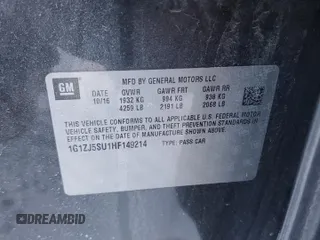 GM
MFD BY GENERAL MOTORS LLC
DATE GVWR GAWR FRT GAWR RR
10/16 1932 KG 994 KG 938 KG
4259 LB 2191 LB 2068 LB
THIS VEHICLE CONFORMS TO ALL APPLICABLE U.S. FEDERAL MOTOR
VEHICLE SAFETY, BUMPER, AND THEFT PREVENTION STANDARDS
IN EFFECT ON THE DATE OF MANUFACTURE SHOWN ABOVE.
1G1ZJ5SU1HF149214
TYPE: PASS CAR
DREAMBID